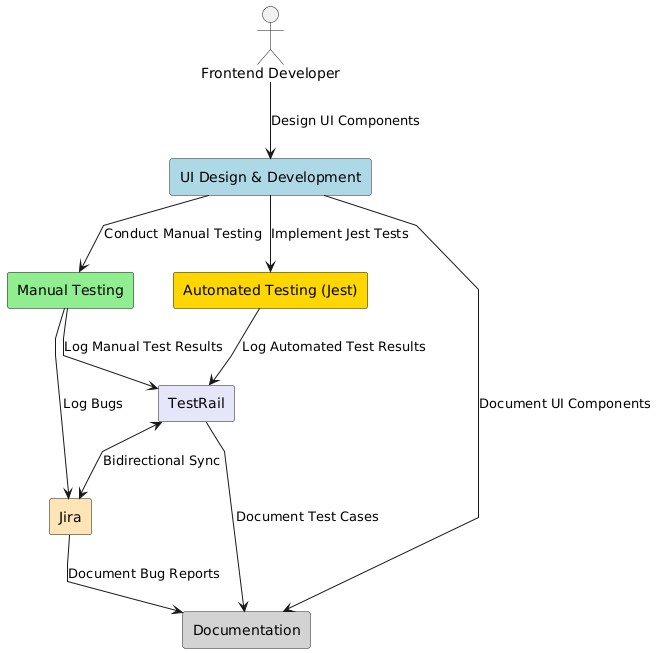 Frontend Developer
Design UI Components
UI Design & Development
Conduct Manual Testing
Implement Jest Tests
Manual Testing
Automated Testing (Jest)
Log Manual Test Results
Log Automated Test Results
TestRail
Log Bugs
Document UI Components
Bidirectional Sync
Jira
Document Test Cases
Document Bug Reports
Documentation